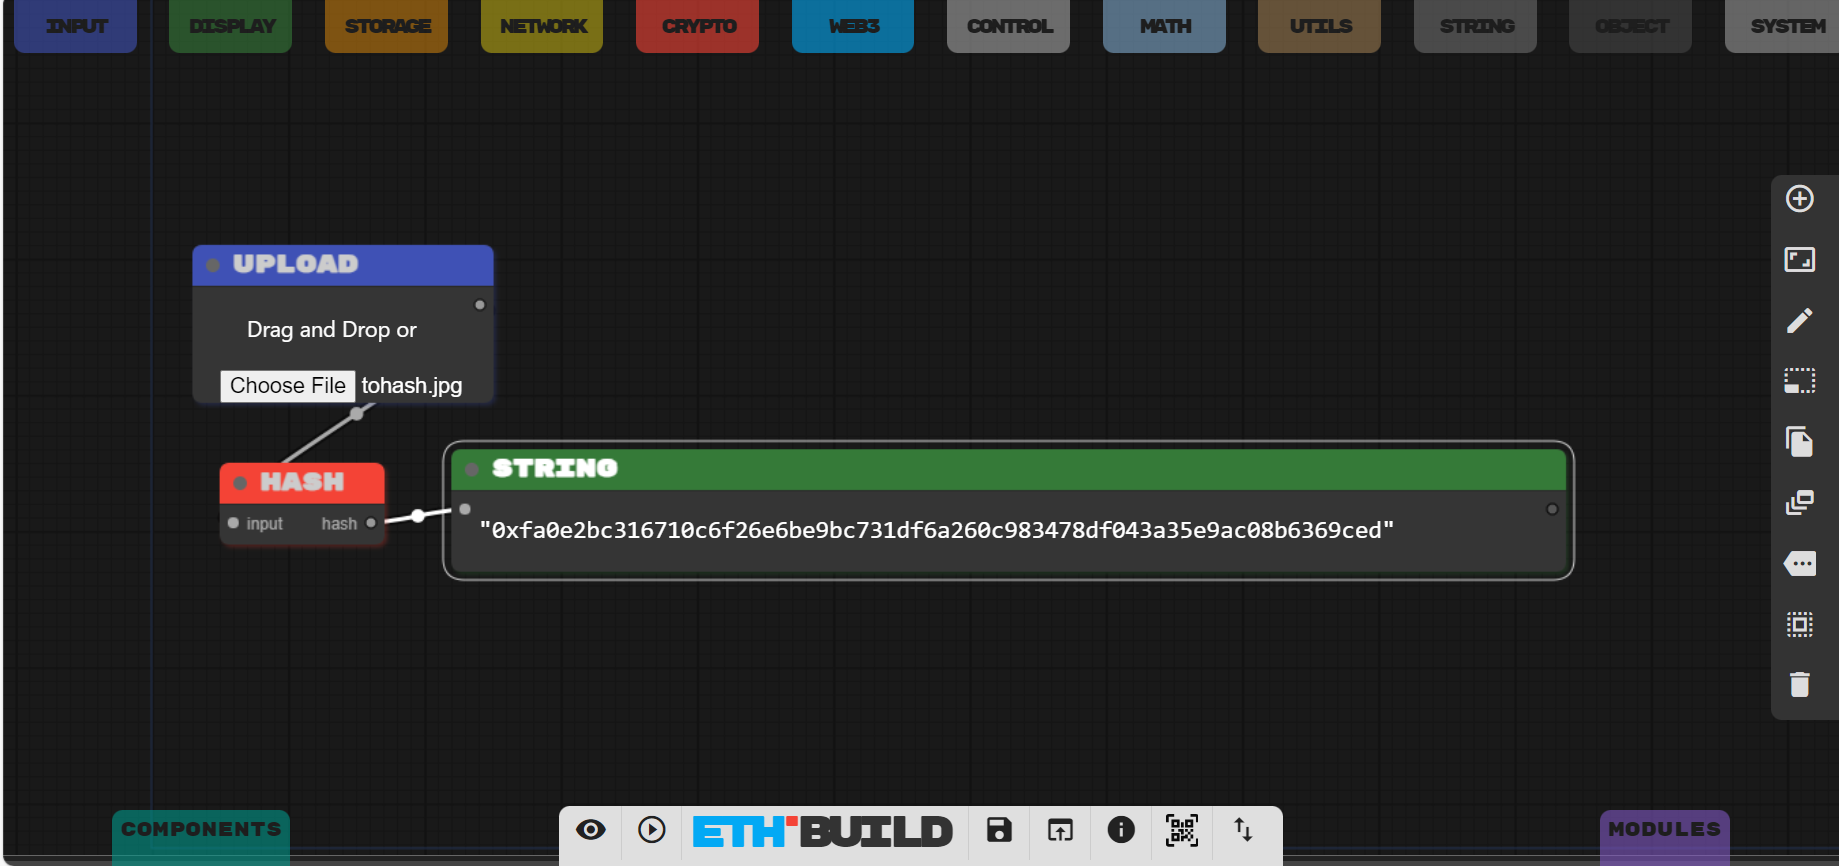 INPUT DISPLAY STORAGE NETWORK CRYPTO WEB3 CONTROL MATH UTILS STRING OBJECT SYSTEM
UPLOAD
Drag and Drop or
Choose File tohash.jpg
HASH
input hash
STRING
"0xfa0e2bc316710c6f26e6be9bc731df6a260c983478df043a35e9ac08b6369ced"
COMPONENTS
ETH BUILD
MODULES